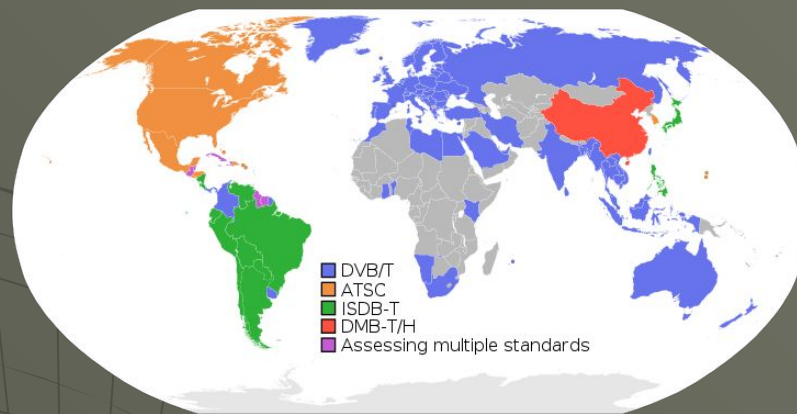 DVB/T
ATSC
ISDB-T
DMB-T/H
Assessing multiple standards